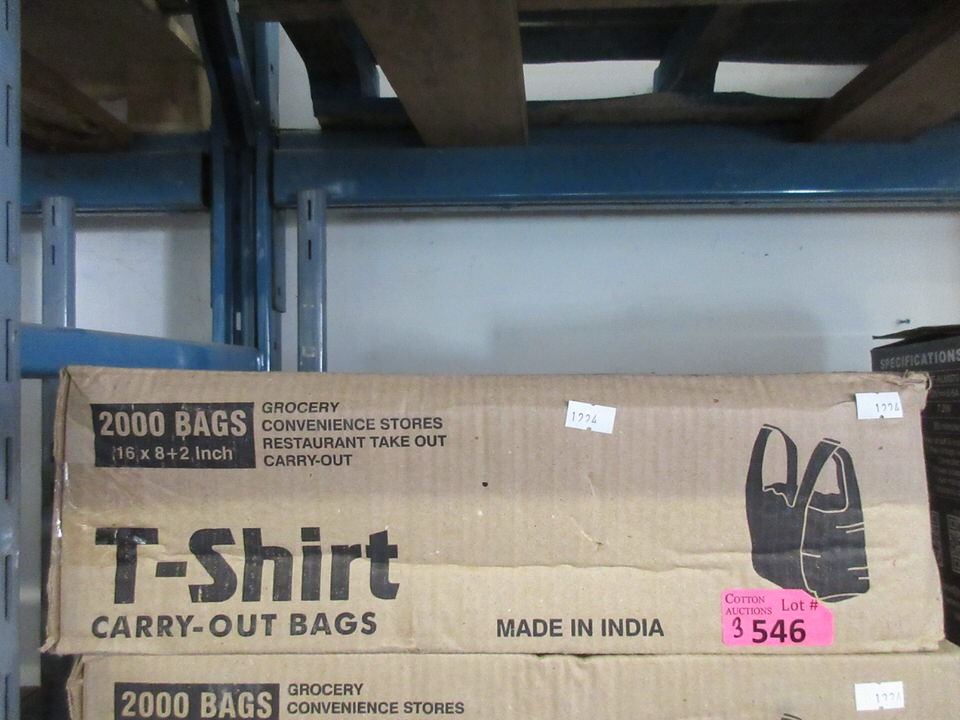 2000 BAGS
16 x 8+2 Inch
GROCERY
CONVENIENCE STORES
RESTAURANT TAKE OUT
CARRY-OUT
1224
1224
SPECIFICATIONS
T-Shirt
CARRY-OUT BAGS
MADE IN INDIA
COTTON
AUCTIONS
Lot #
3 546
2000 BAGS
GROCERY
CONVENIENCE STORES
1224